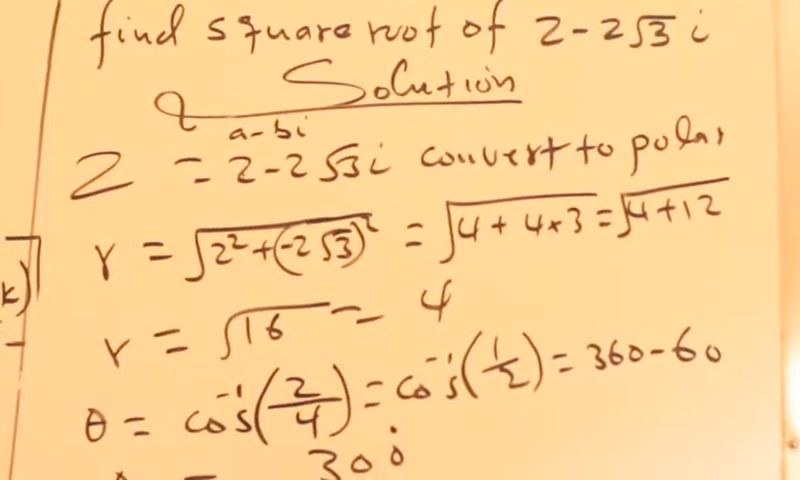 find square root of 2-2√3 i
Solution
a-bi
Z = 2-2√3i convert to polar
r = √2²+(-2√3)² = √4+4×3 = √4+12
k)
r = √16 = 4
θ = cos⁻¹(2/4) = cos⁻¹(1/2) = 360-60
300